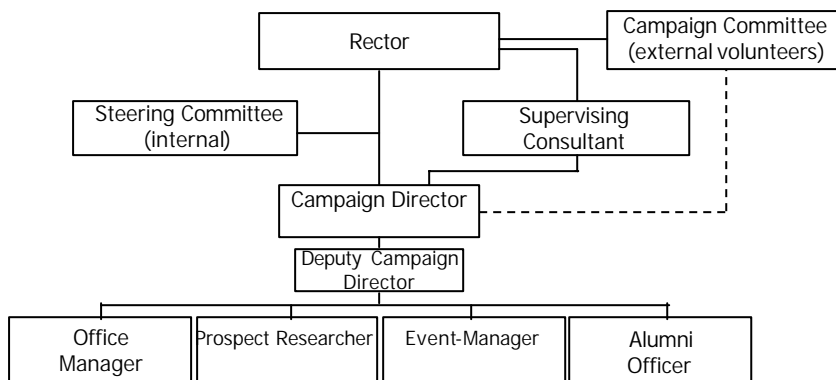 Rector
Campaign Committee
(external volunteers)
Steering Committee
(internal)
Supervising
Consultant
Campaign Director
Deputy Campaign
Director
Office
Manager
Prospect Researcher
Event-Manager
Alumni
Officer